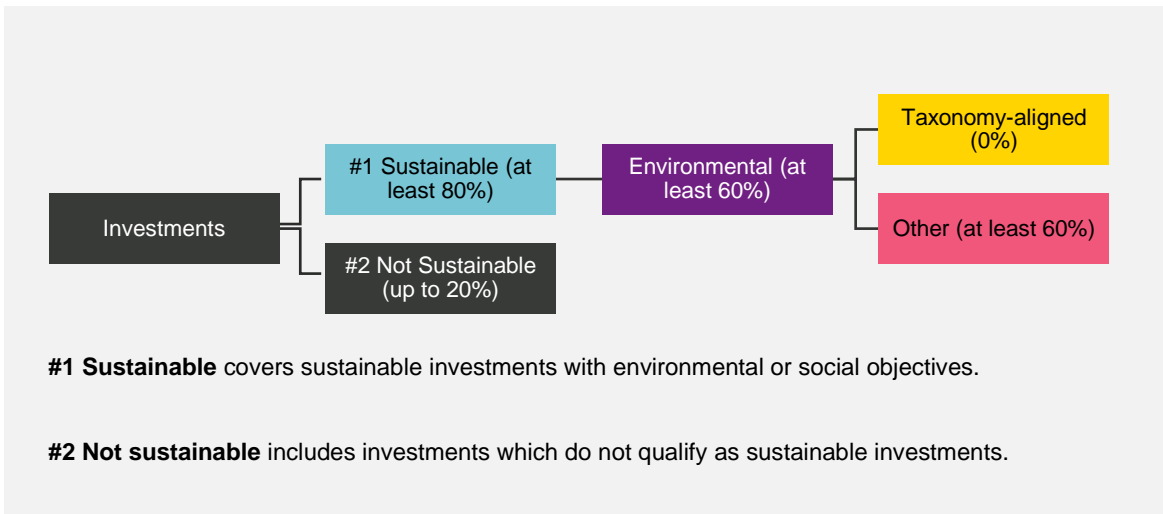 Taxonomy-aligned
(0%)
#1 Sustainable (at
least 80%)
Environmental (at
least 60%)
Investments
Other (at least 60%)
#2 Not Sustainable
(up to 20%)
#1 Sustainable covers sustainable investments with environmental or social objectives.
#2 Not sustainable includes investments which do not qualify as sustainable investments.